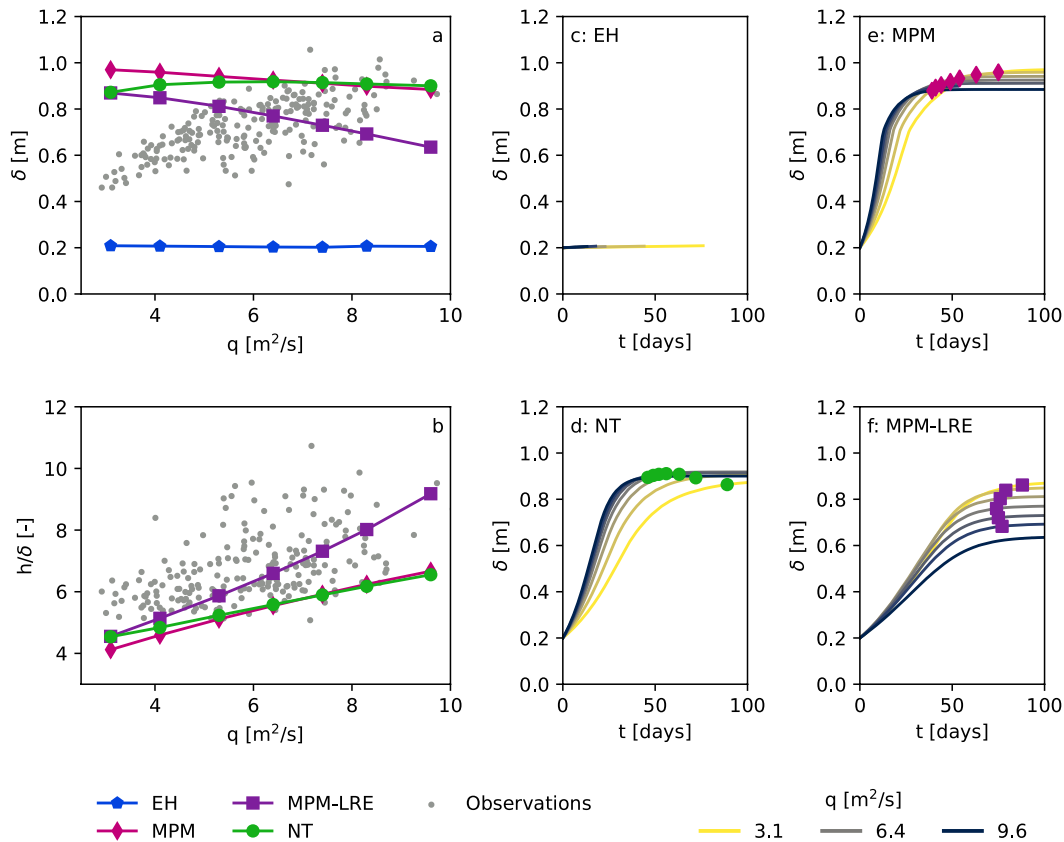 a
δ [m]
1.2
1.0
0.8
0.6
0.4
0.2
0.0
4
6
8
10
q [m²/s]
c: EH
δ [m]
1.2
1.0
0.8
0.6
0.4
0.2
0.0
0
50
100
t [days]
e: MPM
δ [m]
1.2
1.0
0.8
0.6
0.4
0.2
0.0
0
50
100
t [days]
b
h/δ [-]
12
10
8
6
4
4
6
8
10
q [m²/s]
d: NT
δ [m]
1.2
1.0
0.8
0.6
0.4
0.2
0.0
0
50
100
t [days]
f: MPM-LRE
δ [m]
1.2
1.0
0.8
0.6
0.4
0.2
0.0
0
50
100
t [days]
EH
MPM
MPM-LRE
NT
Observations
q [m²/s]
3.1
6.4
9.6